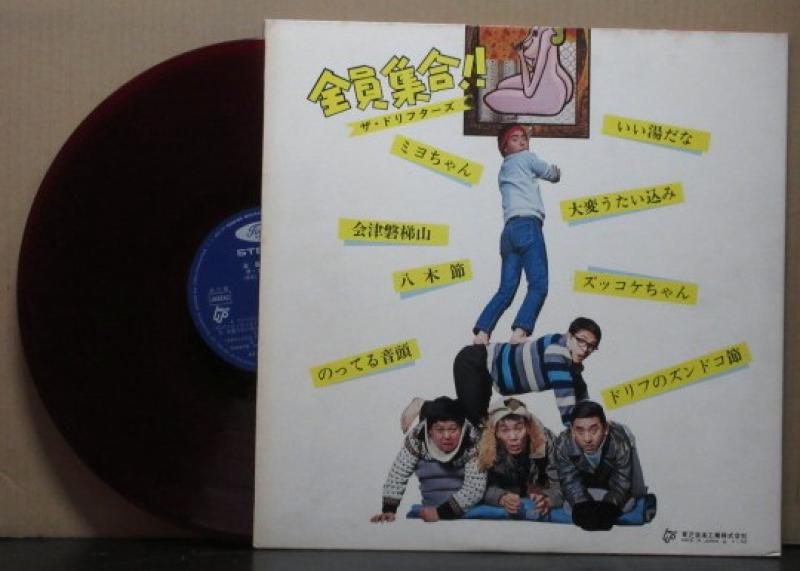 全員集合!!
ザ・ドリフターズ
いい湯だな
ミヨちゃん
大変うたい込み
会津磐梯山
八木節
ズッコケちゃん
のってる音頭
ドリフのズンドコ節
東芝音楽工業株式会社